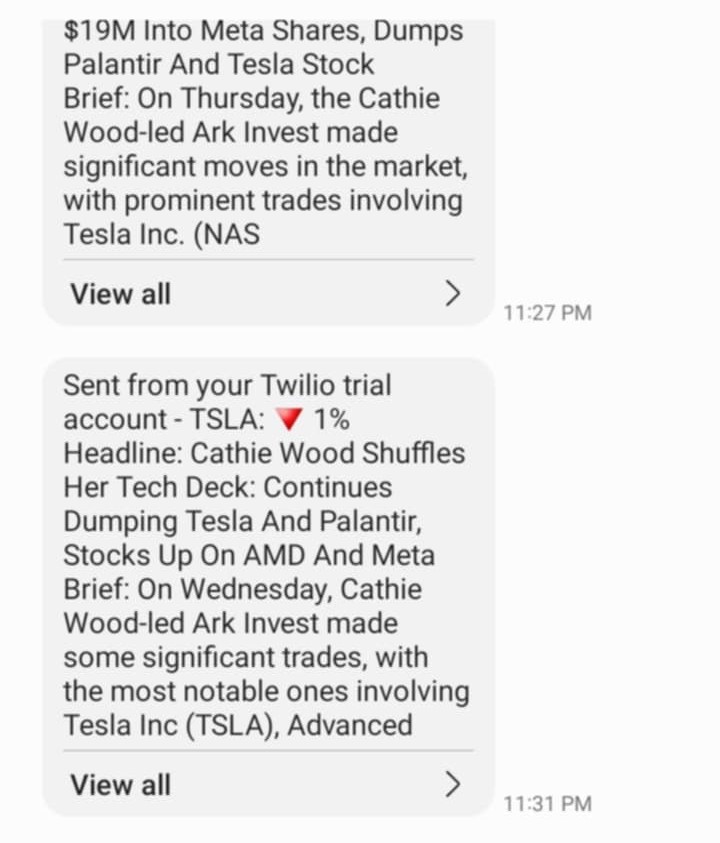 $19M Into Meta Shares, Dumps
Palantir And Tesla Stock
Brief: On Thursday, the Cathie
Wood-led Ark Invest made
significant moves in the market,
with prominent trades involving
Tesla Inc. (NAS
View all
11:27 PM
Sent from your Twilio trial
account - TSLA: 🔻 1%
Headline: Cathie Wood Shuffles
Her Tech Deck: Continues
Dumping Tesla And Palantir,
Stocks Up On AMD And Meta
Brief: On Wednesday, Cathie
Wood-led Ark Invest made
some significant trades, with
the most notable ones involving
Tesla Inc (TSLA), Advanced
View all
11:31 PM